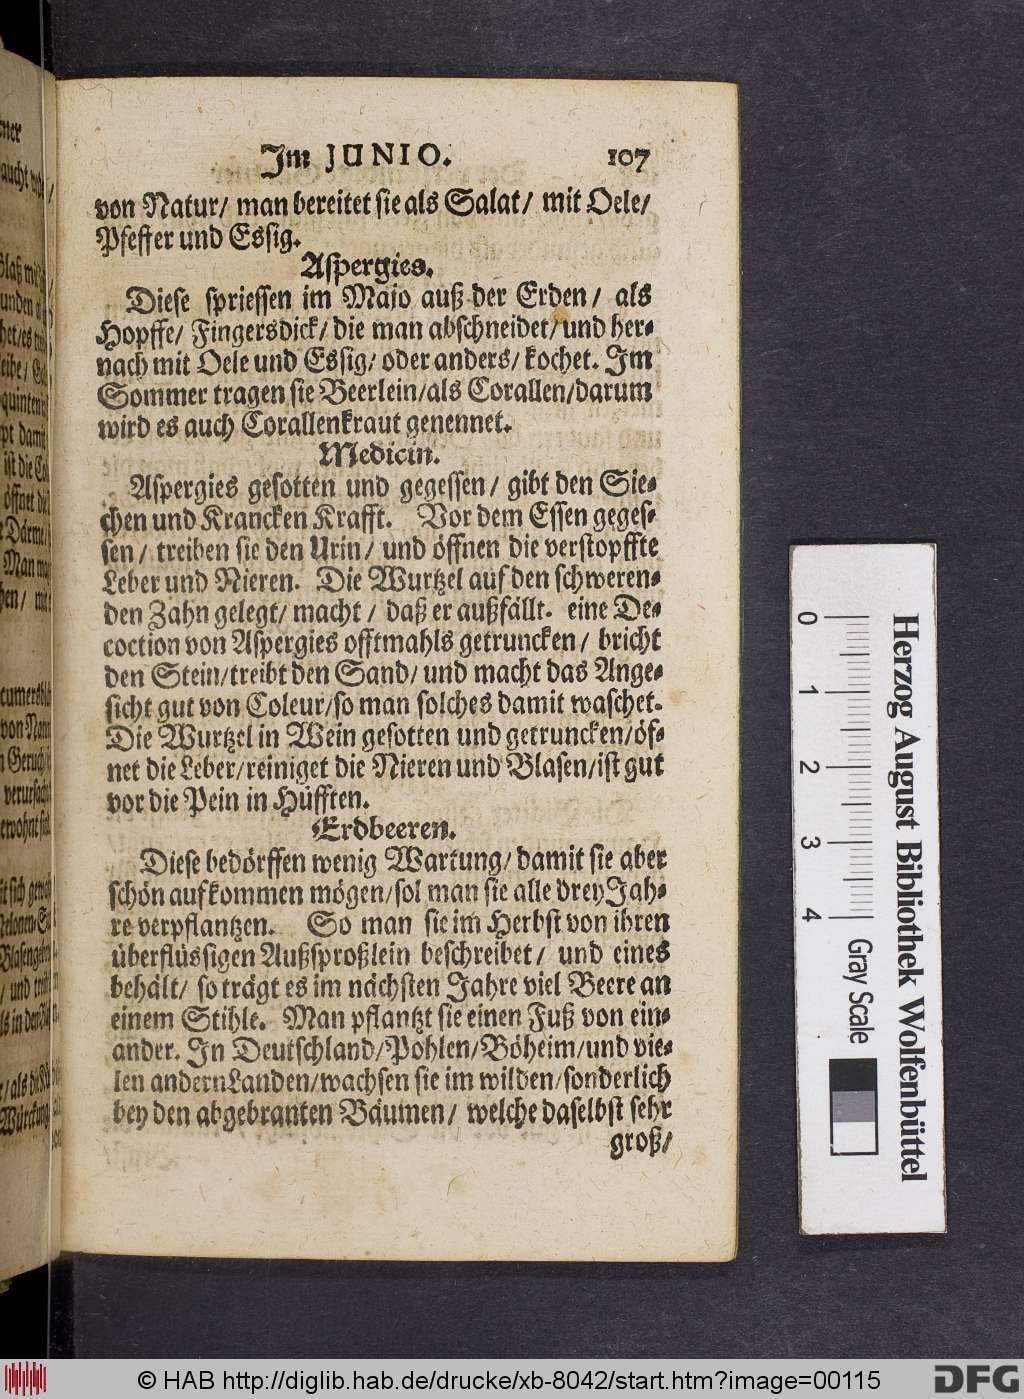 Im JUNIO. 107
von Natur/ man bereitet sie als Salat/ mit Oele/
Pfeffer und Essig.
Aspergies.
Diese spriessen im Majo auß der Erden/ als
Hopffe/ Fingersdick/ die man abschneidet/ und her-
nach mit Oele und Essig/ oder anders/ kochet. Im
Sommer tragen sie Beerlein/als Corallen/darum
wird es auch Corallenkraut genennet.
Medicin.
Aspergies gesotten und gegessen/ gibt den Sie-
chen und Krancken Krafft. Vor dem Essen geges-
sen/ treiben sie den Urin/ und öffnen die verstopffte
Leber und Nieren. Die Wurtzel auf den schweren-
den Zahn gelegt/ macht/ daß er außfällt. eine De-
coction von Aspergies offtmahls getruncken/ bricht
den Stein/treibt den Sand/ und macht das Ange-
sicht gut von Coleur/so man solches damit waschet.
Die Wurtzel in Wein gesotten und getruncken/öf-
net die Leber/reiniget die Nieren und Blasen/ist gut
vor die Pein in Hüfften.
Erdbeeren.
Diese bedörffen wenig Wartung/ damit sie aber
schön aufkommen mögen/sol man sie alle drey Jah-
re verpflantzen. So man sie im Herbst von ihren
überflüssigen Außsproßlein beschreibet/ und eines
behält/ so trägt es im nächsten Jahre viel Beere an
einem Stihle. Man pflantzt sie einen Fuß von ein-
ander. In Deutschland/Pohlen/Böheim/und vie-
len andern Landen/wachsen sie im wilden/sonderlich
bey den abgebranten Bäumen/ welche daselbst sehr
groß/
0 1 2 3 4
Gray Scale
Herzog August Bibliothek Wolfenbüttel
© HAB http://diglib.hab.de/drucke/xb-8042/start.htm?image=00115
DFG